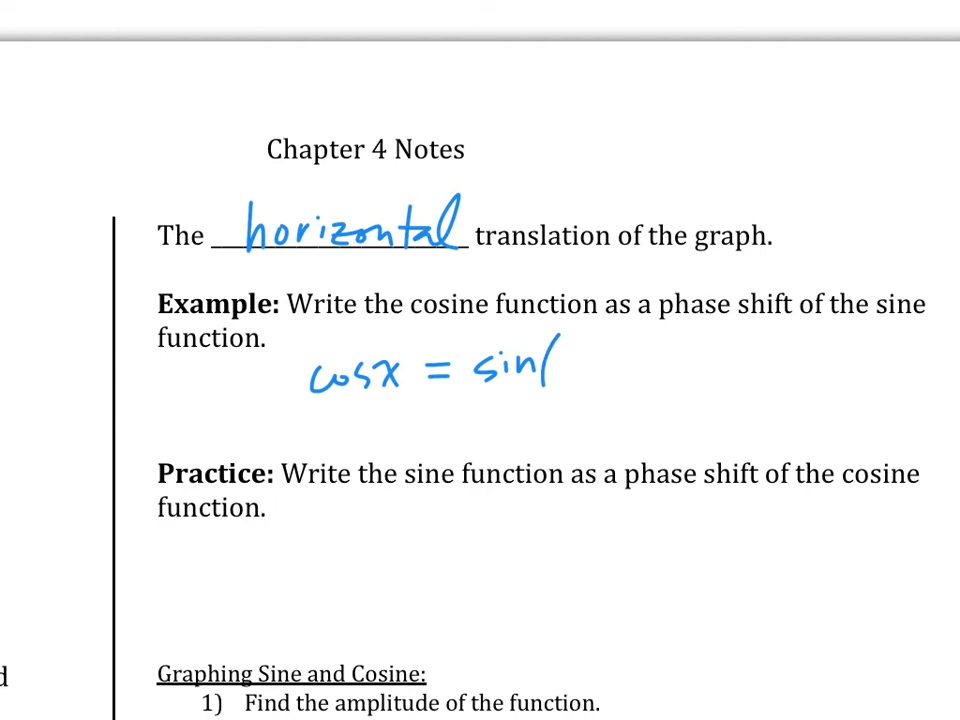 Chapter 4 Notes
The horizontal translation of the graph.
Example: Write the cosine function as a phase shift of the sine
function.
cosx = sin(
Practice: Write the sine function as a phase shift of the cosine
function.
d
Graphing Sine and Cosine:
1) Find the amplitude of the function.